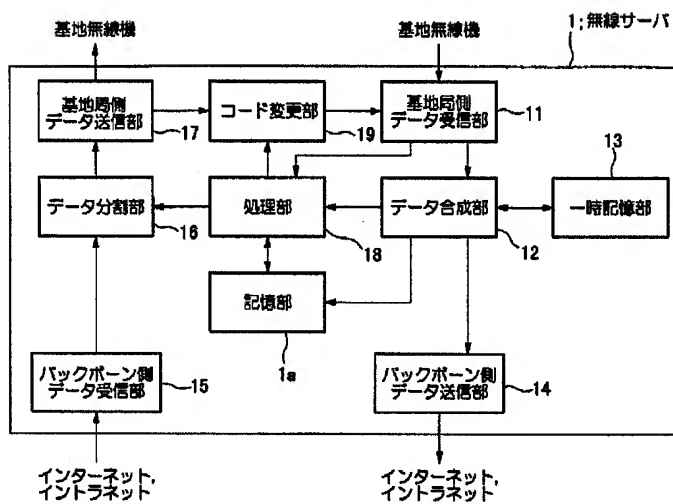 基地無線機
基地無線機
1;無線サーバ
基地局側
データ送信部
17
コード変更部
19
基地局側
データ受信部
11
13
データ分割部
16
処理部
18
データ合成部
12
一時記憶部
記憶部
1a
バックボーン側
データ受信部
15
バックボーン側
データ送信部
14
インターネット,
イントラネット
インターネット,
イントラネット